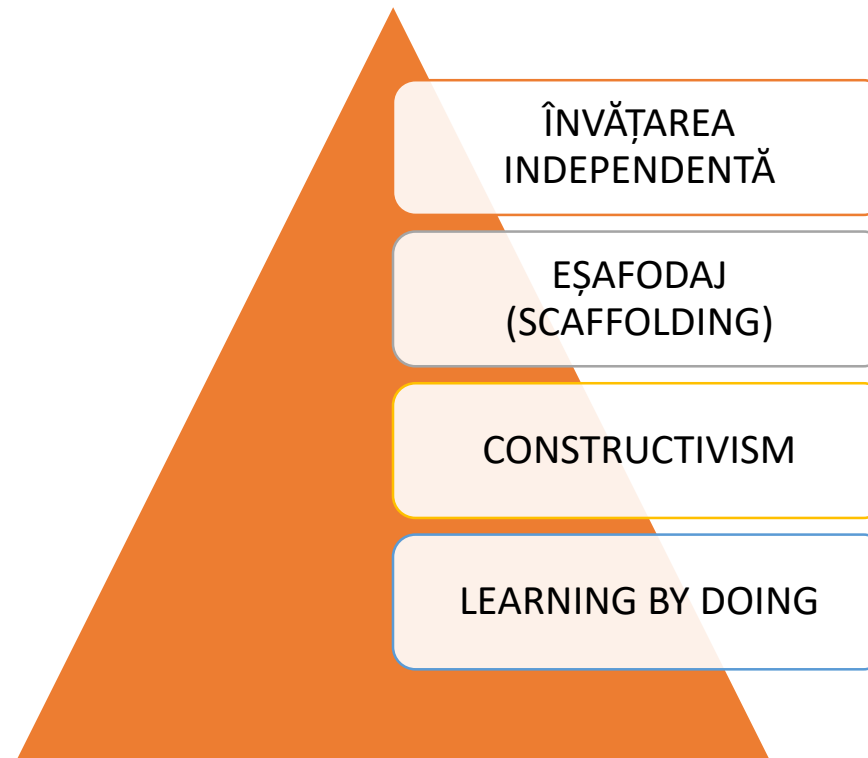 ÎNVĂȚAREA
INDEPENDENTĂ
EȘAFODAJ
(SCAFFOLDING)
CONSTRUCTIVISM
LEARNING BY DOING